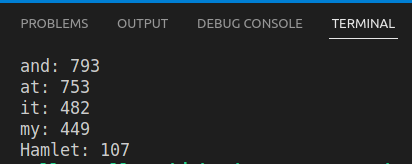 PROBLEMS OUTPUT DEBUG CONSOLE TERMINAL
and: 793
at: 753
it: 482
my: 449
Hamlet: 107